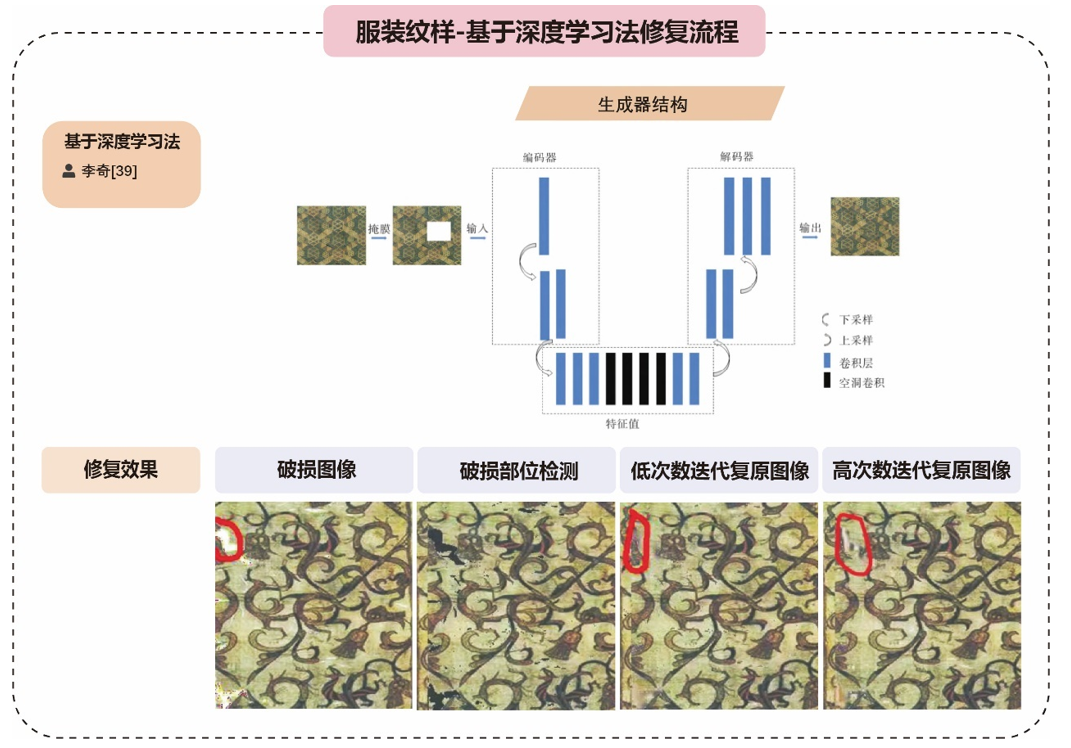 服装纹样-基于深度学习法修复流程
生成器结构
基于深度学习法
李奇[39]
编码器
解码器
掩膜
输入
输出
下采样
上采样
卷积层
空洞卷积
特征值
修复效果
破损图像
破损部位检测
低次数迭代复原图像
高次数迭代复原图像